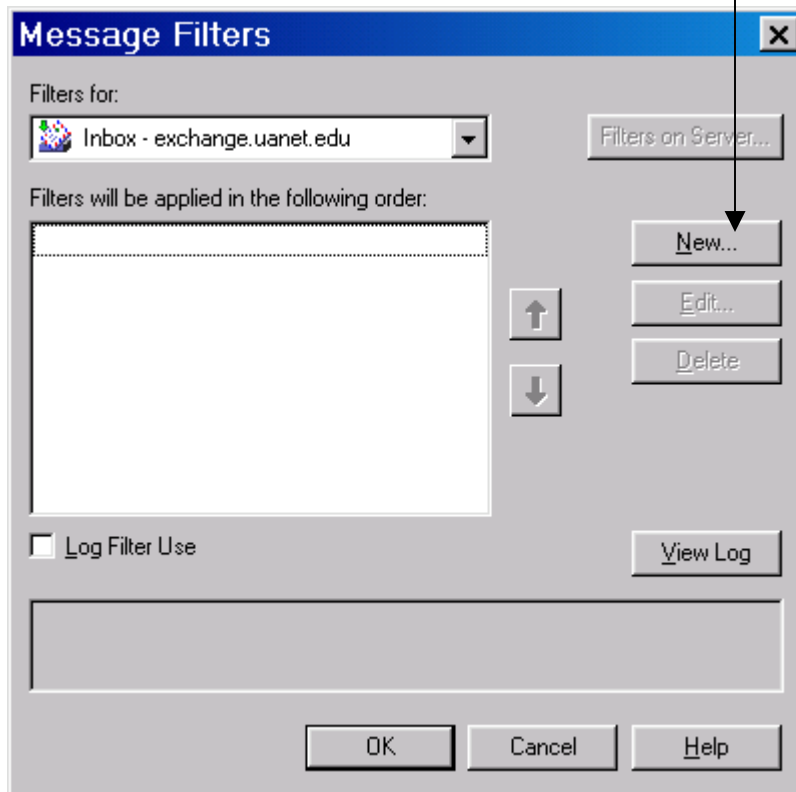 Message Filters
Filters for:
Inbox - exchange.uanet.edu
Filters on Server...
Filters will be applied in the following order:
New...
Edit...
Delete
Log Filter Use
View Log
OK
Cancel
Help